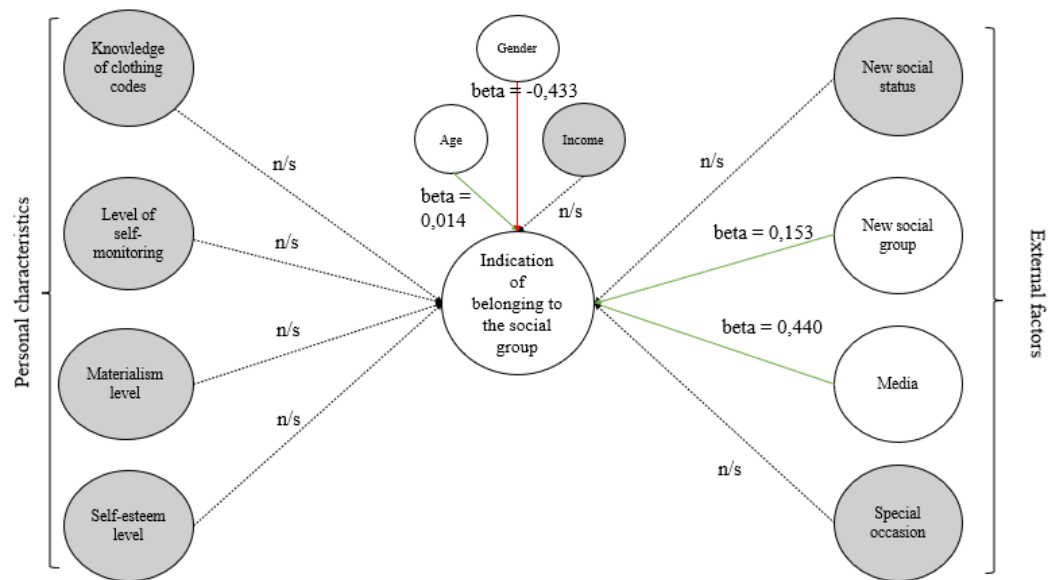 Personal characteristics
Knowledge
of clothing
codes
n/s
Level of
self-
monitoring
n/s
Materialism
level
n/s
Self-esteem
level
n/s
Gender
beta = -0,433
Age
beta =
0,014
Income
n/s
Indication
of
belonging to
the social
group
New social
status
n/s
New social
group
beta = 0,153
Media
beta = 0,440
Special
occasion
n/s
External factors